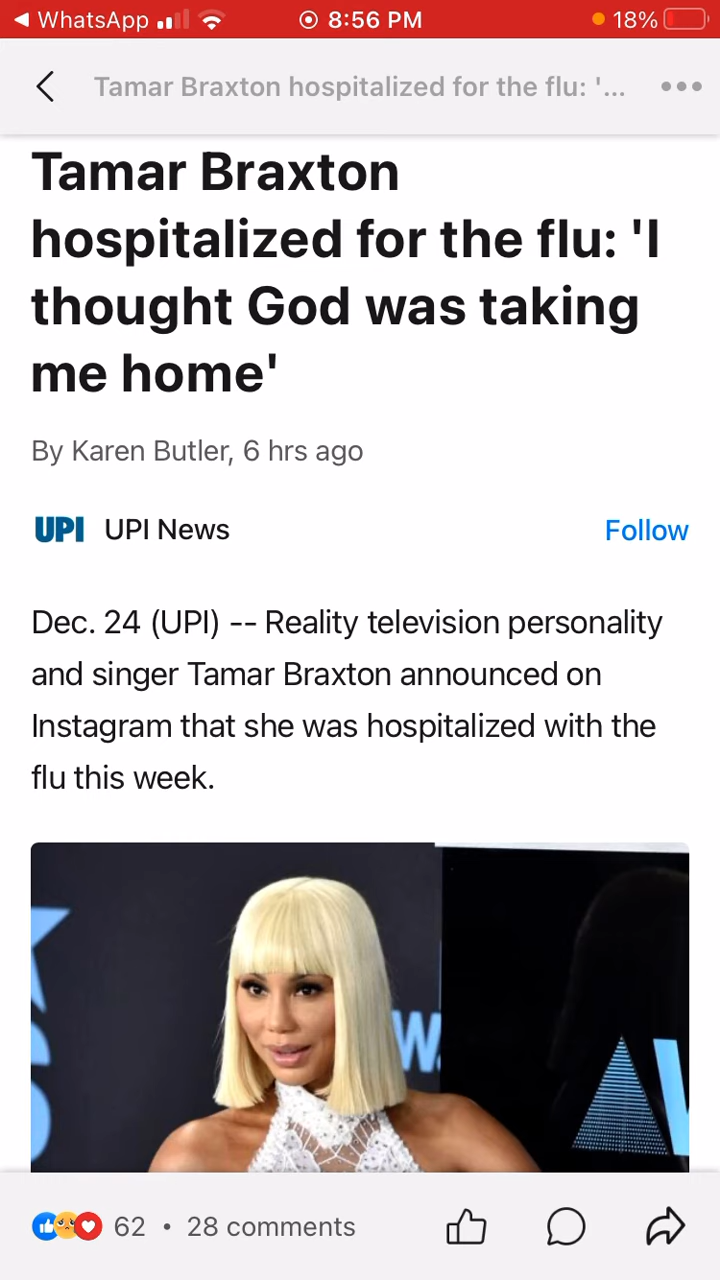 WhatsApp 8:56 PM 18%
Tamar Braxton hospitalized for the flu: '...
Tamar Braxton
hospitalized for the flu: 'I
thought God was taking
me home'
By Karen Butler, 6 hrs ago
UPI UPI News Follow
Dec. 24 (UPI) -- Reality television personality
and singer Tamar Braxton announced on
Instagram that she was hospitalized with the
flu this week.
W.
62 • 28 comments